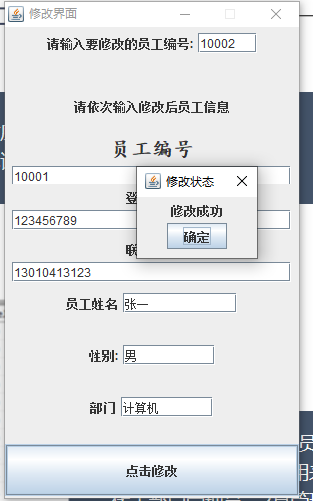 修改界面
请输入要修改的员工编号: 10002
请依次输入修改后员工信息
员工编号
10001
修改状态
登
修改成功
123456789
确定
联
13010413123
员工姓名 张一
性别: 男
部门 计算机
点击修改